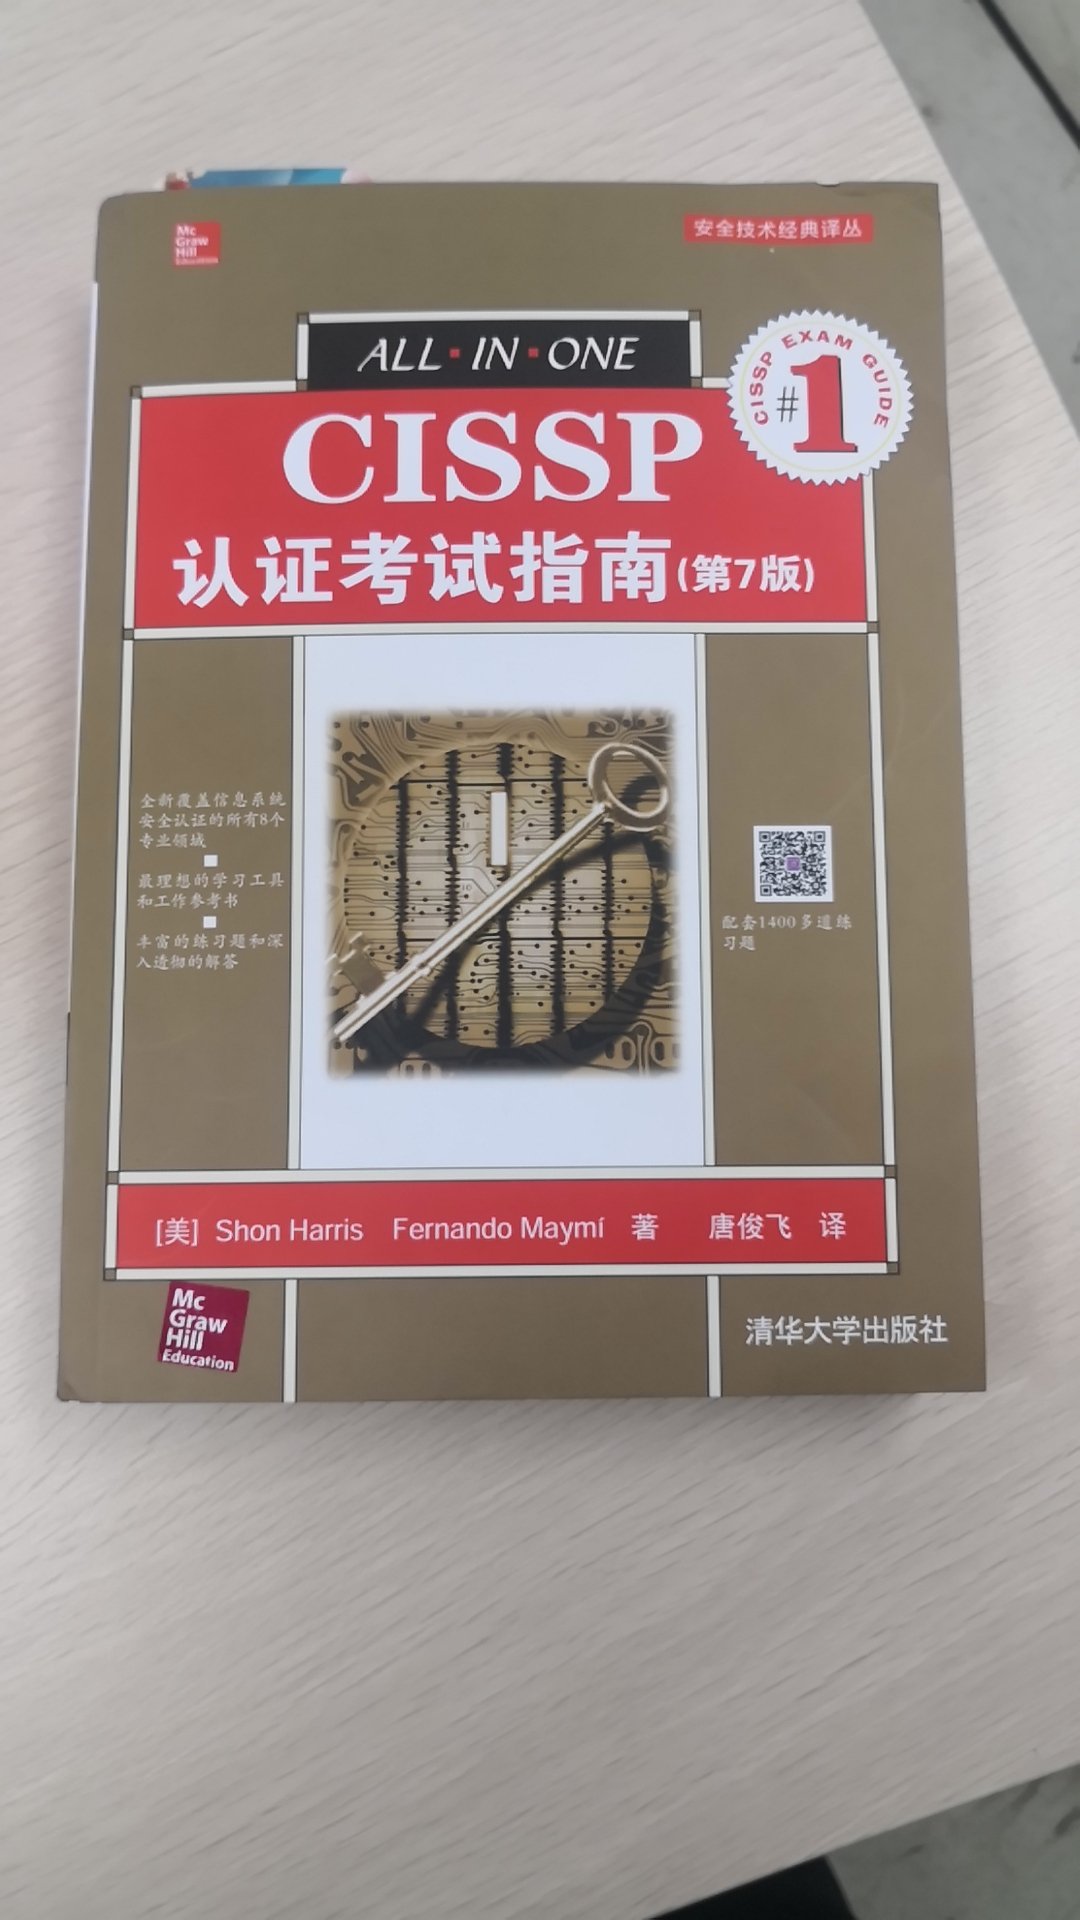 Mc
Graw
Hill
Education
安全技术经典译丛
ALL·IN·ONE
CISSP EXAM GUIDE
#1
CISSP
认证考试指南(第7版)
全新覆盖信息系统
安全认证的所有8个
专业领域
最理想的学习工具
和工作参考书
丰富的练习题和深
入透彻的解答
配套1400多道练
习题
[美] Shon Harris Fernando Maymí 著 唐俊飞 译
Mc
Graw
Hill
Education
清华大学出版社